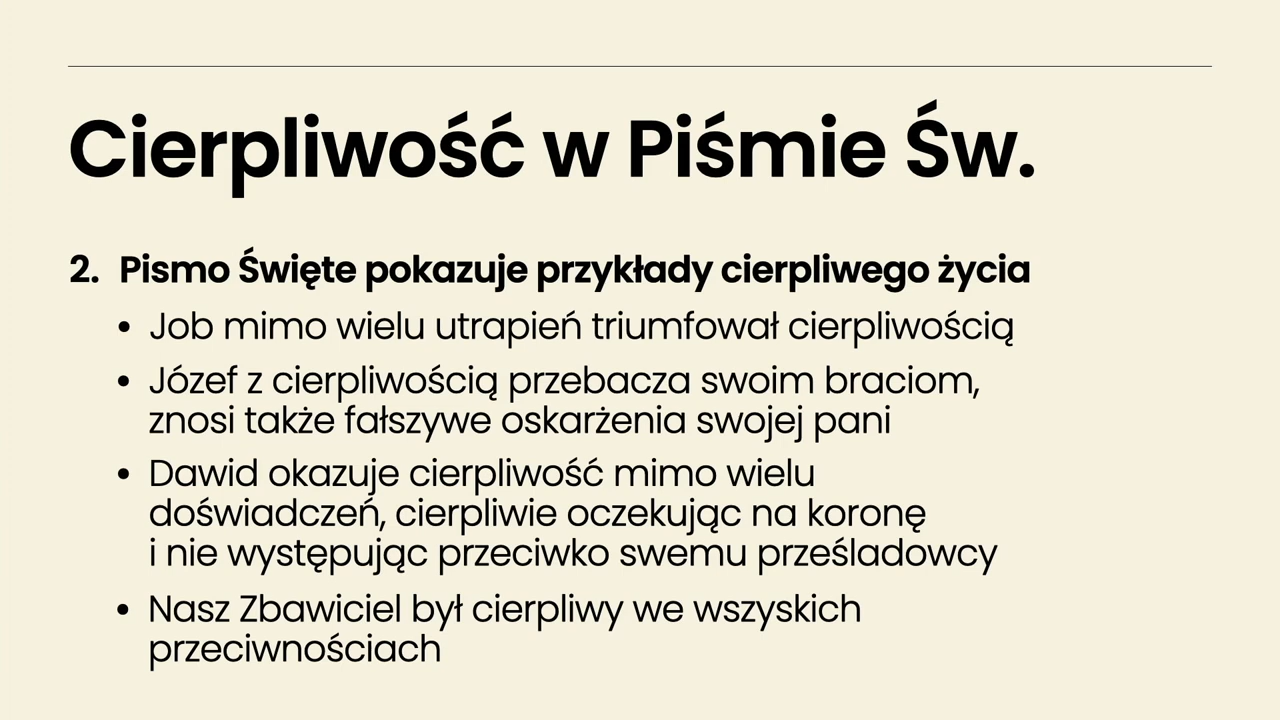 Cierpliwość w Piśmie Św.
2. Pismo Święte pokazuje przykłady cierpliwego życia
• Job mimo wielu utrapień triumfował cierpliwością
• Józef z cierpliwością przebacza swoim braciom,
znosi także fałszywe oskarżenia swojej pani
• Dawid okazuje cierpliwość mimo wielu
doświadczeń, cierpliwie oczekując na koronę
i nie występując przeciwko swemu prześladowcy
• Nasz Zbawiciel był cierpliwy we wszyskich
przeciwnościach